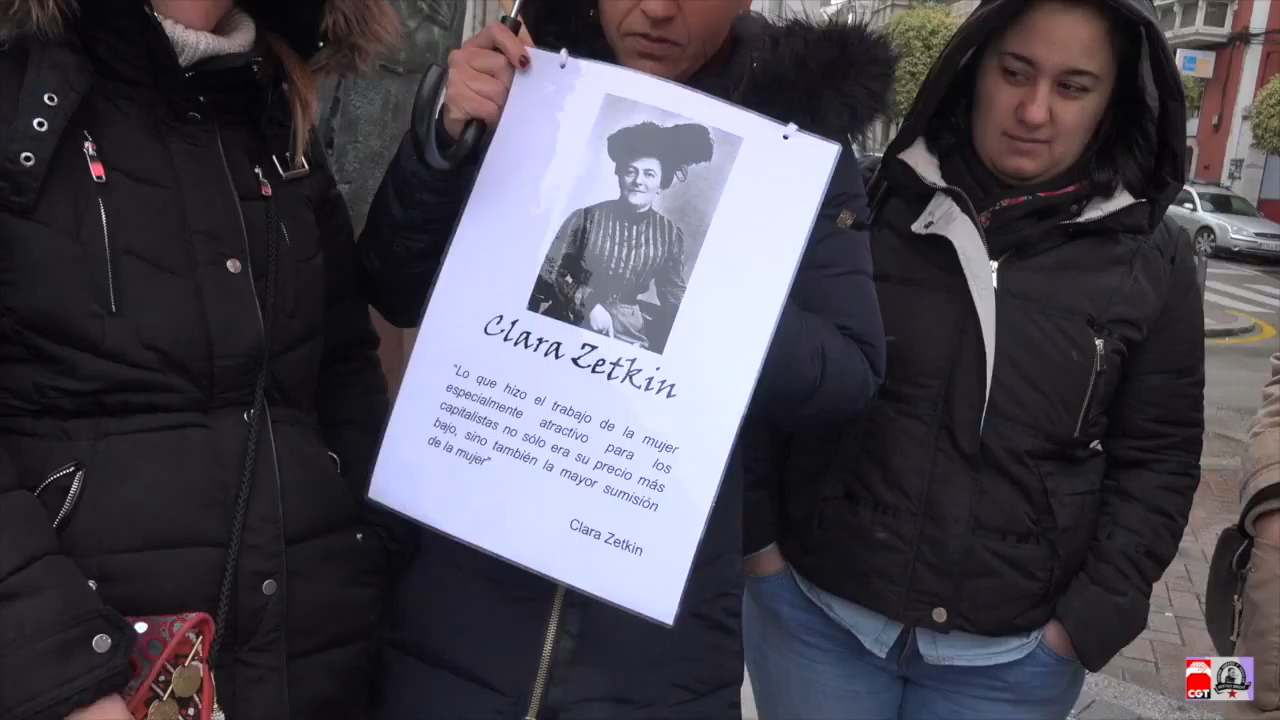 Clara Zetkin
"Lo que hizo el trabajo de la mujer
especialmente atractivo para los
capitalistas no sólo era su precio más
bajo, sino también la mayor sumisión
de la mujer"
Clara Zetkin
CGT